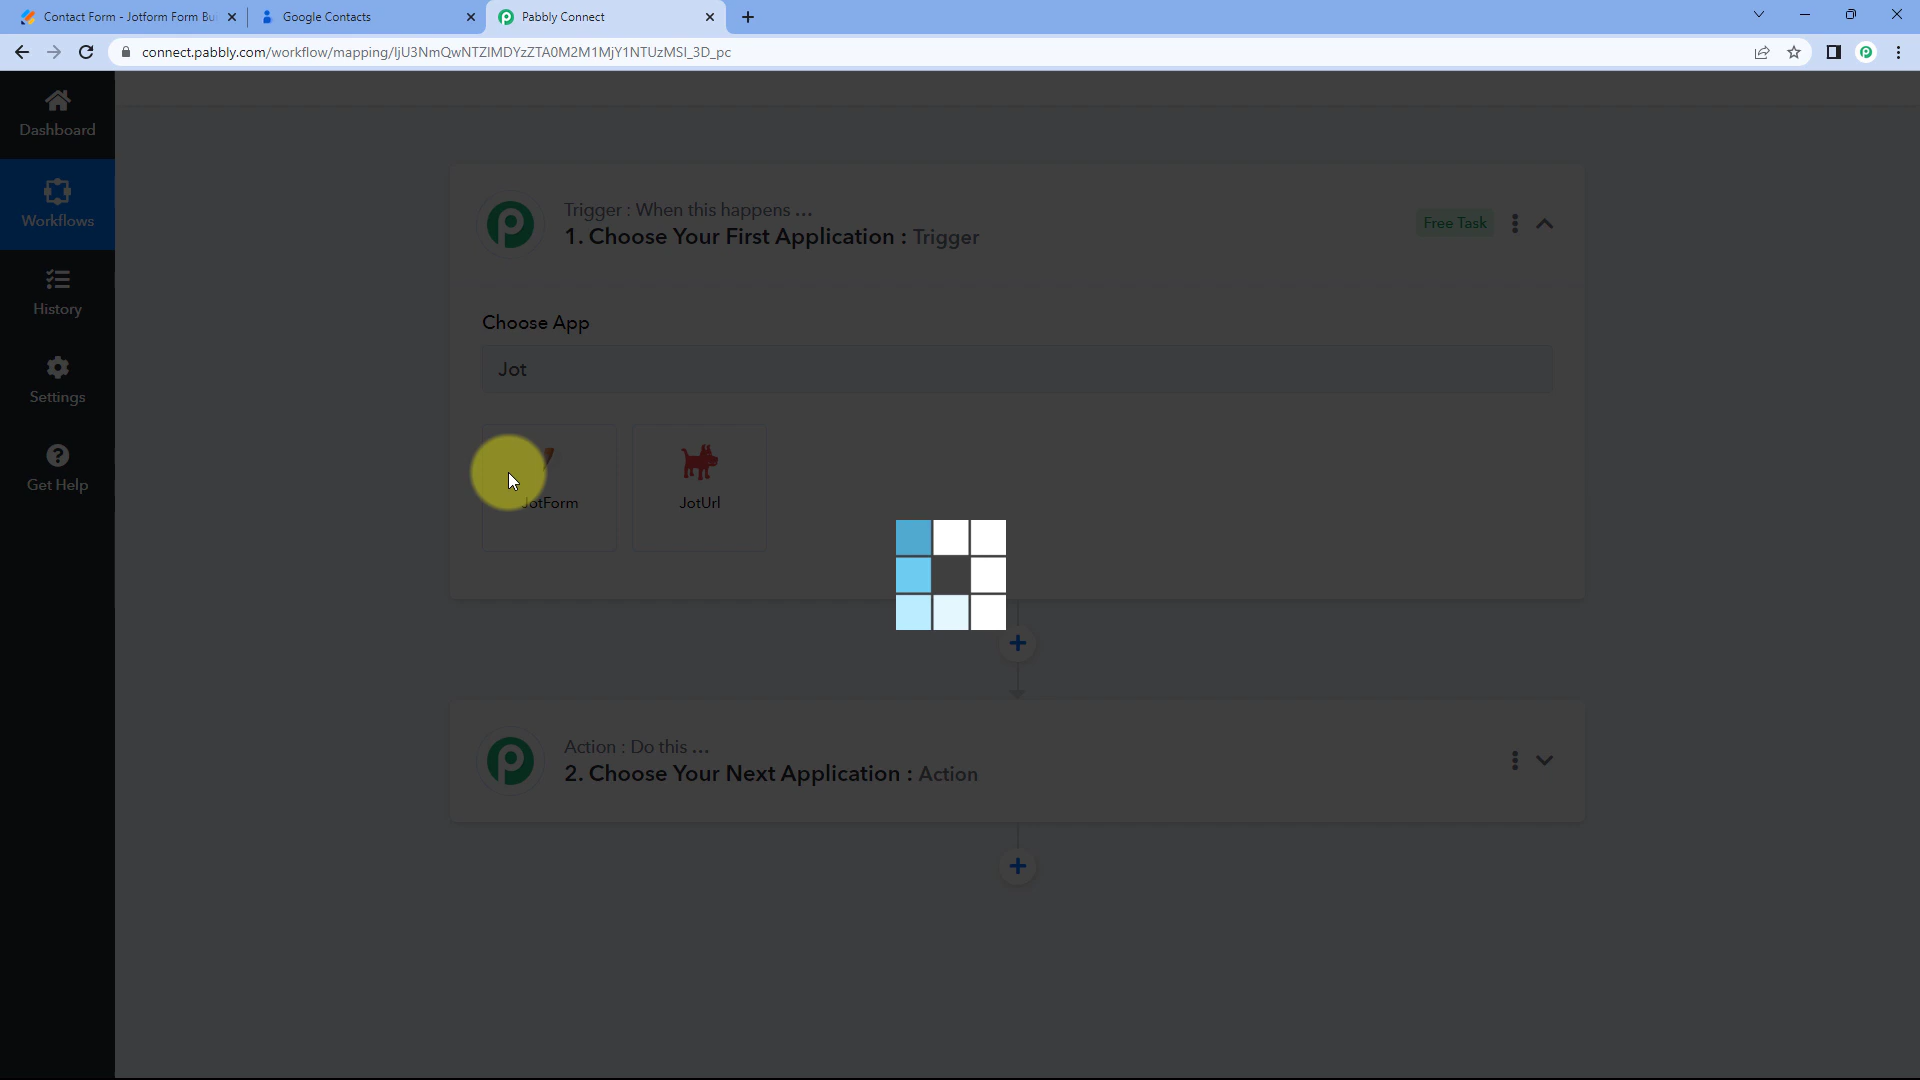 Contact Form - Jotform Form Bu
Google Contacts
Pabbly Connect
connect.pabbly.com/workflow/mapping/IjU3NmQwNTZlMDYzZTA0M2M1MjY1NTUzMSI_3D_pc
Dashboard
Workflows
History
Settings
Get Help
Trigger : When this happens ...
1. Choose Your First Application : Trigger
Free Task
Choose App
Jot
JotForm
JotUrl
Action : Do this ...
2. Choose Your Next Application : Action